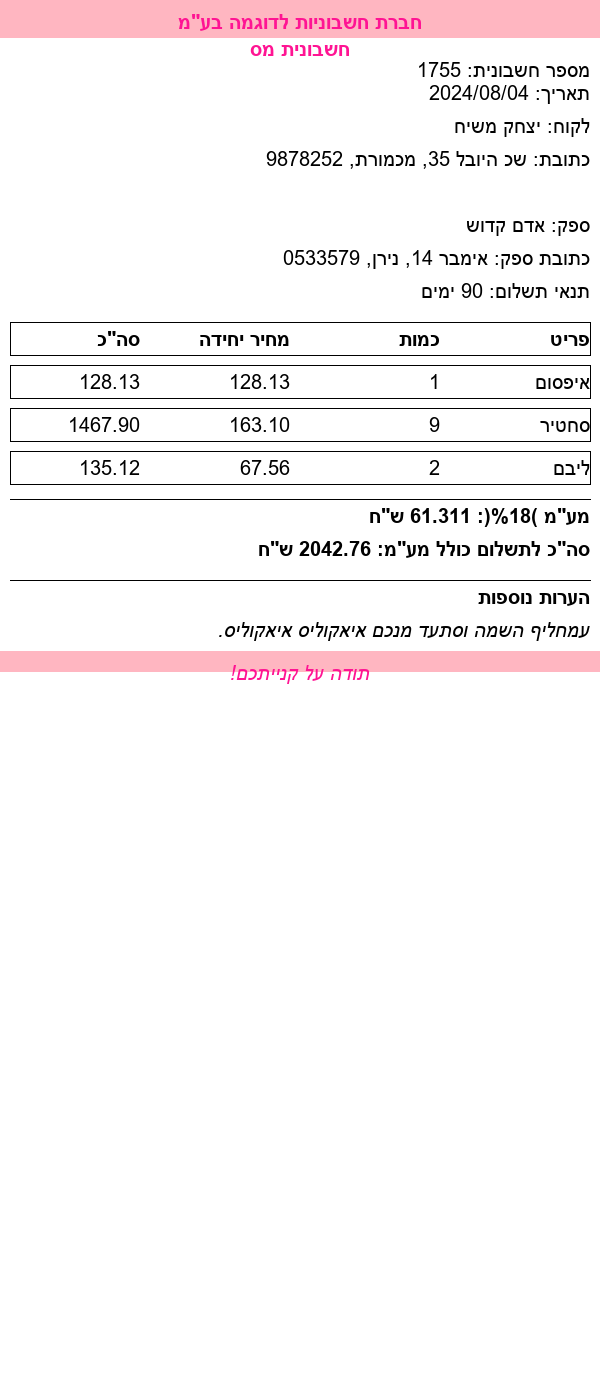 חברת חשבוניות לדוגמה בע"מ
חשבונית מס
מספר חשבונית: 1755
תאריך: 2024/08/04
לקוח: יצחק משיח
כתובת: שכ היובל 35, מכמורת, 9878252
ספק: אדם קדוש
כתובת ספק: אימבר 14, נירן, 0533579
תנאי תשלום: 90 ימים
פריט כמות מחיר יחידה סה"כ
איפסום 1 128.13 128.13
סחטיר 9 163.10 1467.90
ליבם 2 67.56 135.12
מע"מ )18%(: 61.311 ש"ח
סה"כ לתשלום כולל מע"מ: 2042.76 ש"ח
הערות נוספות
עמחליף השמה וסתעד מנכם איאקוליס איאקוליס.
תודה על קנייתכם!